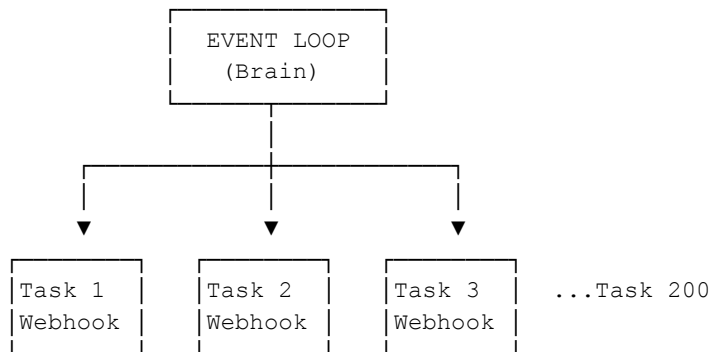 EVENT LOOP
(Brain)
Task 1 Task 2 Task 3 ...Task 200
Webhook Webhook Webhook